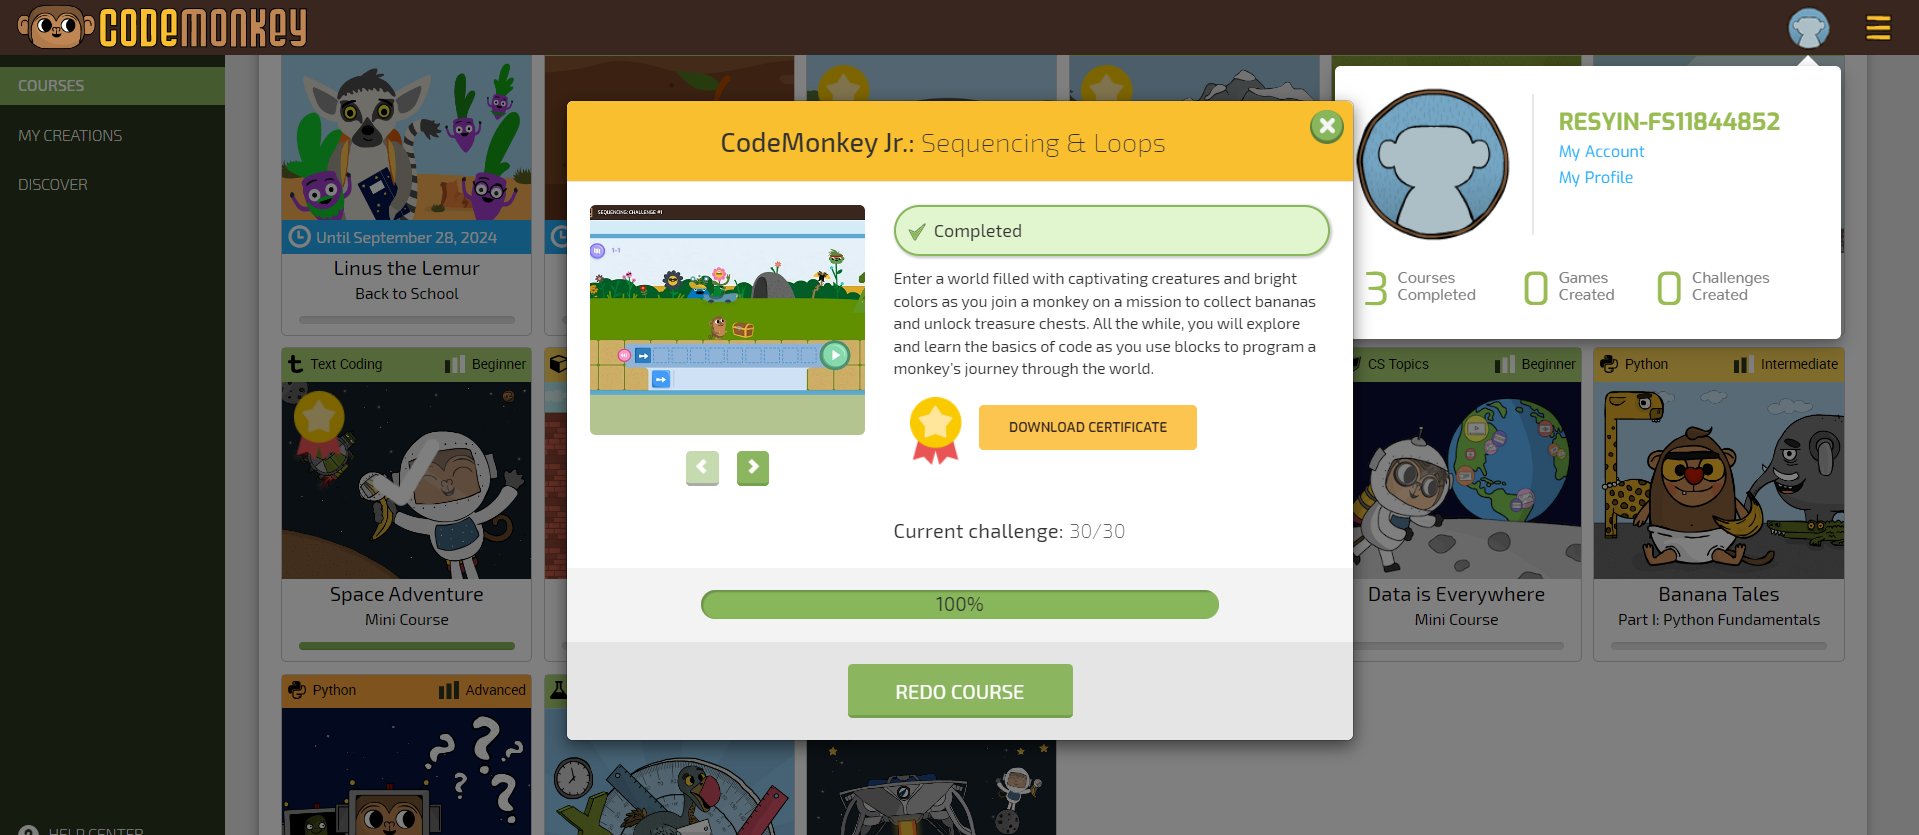 CODEMONKEY
COURSES
MY CREATIONS
DISCOVER
Until September 28, 2024
Linus the Lemur
Back to School
CodeMonkey Jr.: Sequencing & Loops
SEQUENCING: CHALLENGE #1
1-1
Completed
Enter a world filled with captivating creatures and bright
colors as you join a monkey on a mission to collect bananas
and unlock treasure chests. All the while, you will explore
and learn the basics of code as you use blocks to program a
monkey's journey through the world.
DOWNLOAD CERTIFICATE
Current challenge: 30/30
100%
REDO COURSE
RESYIN-FS11844852
My Account
My Profile
3 Courses Completed
0 Games Created
0 Challenges Created
t Text Coding Beginner
Space Adventure
Mini Course
CS Topics Beginner
Data is Everywhere
Mini Course
Python Intermediate
Banana Tales
Part I: Python Fundamentals
Python Advanced
HELP CENTER